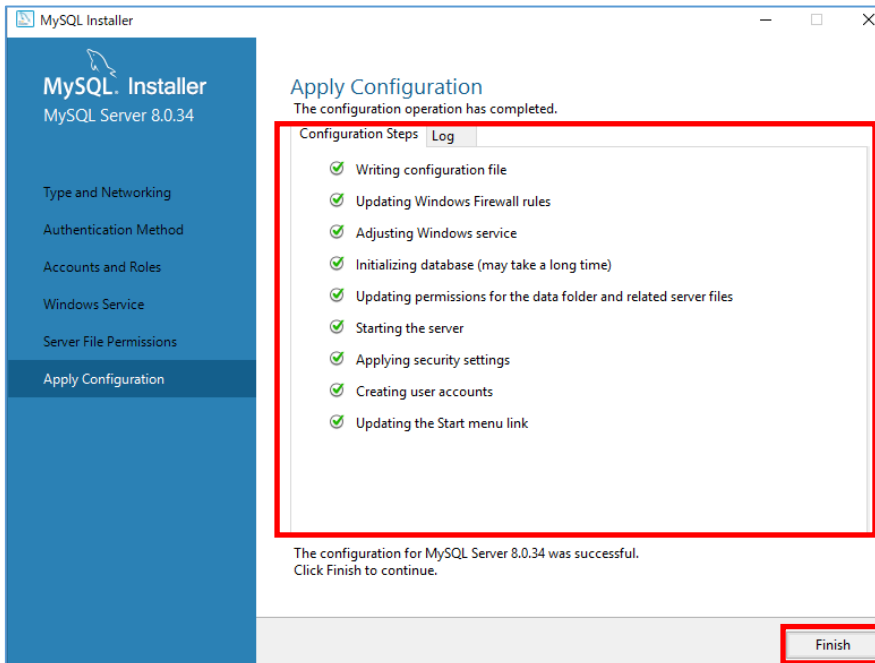 MySQL Installer
MySQL. Installer
MySQL Server 8.0.34
Type and Networking
Authentication Method
Accounts and Roles
Windows Service
Server File Permissions
Apply Configuration
Apply Configuration
The configuration operation has completed.
Configuration Steps Log
Writing configuration file
Updating Windows Firewall rules
Adjusting Windows service
Initializing database (may take a long time)
Updating permissions for the data folder and related server files
Starting the server
Applying security settings
Creating user accounts
Updating the Start menu link
The configuration for MySQL Server 8.0.34 was successful.
Click Finish to continue.
Finish